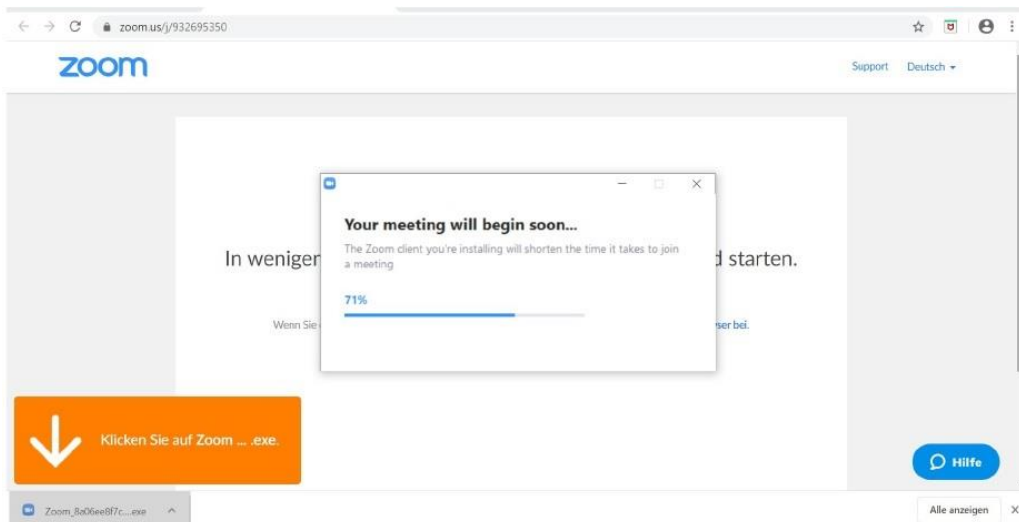 zoom.us/j/932695350
zoom
Support Deutsch
Your meeting will begin soon...
The Zoom client you're installing will shorten the time it takes to join
a meeting
71%
In weniger
d starten.
Wenn Sie
ser bei.
Klicken Sie auf Zoom ... .exe.
Hilfe
Zoom_8a06ee8f7c....exe
Alle anzeigen